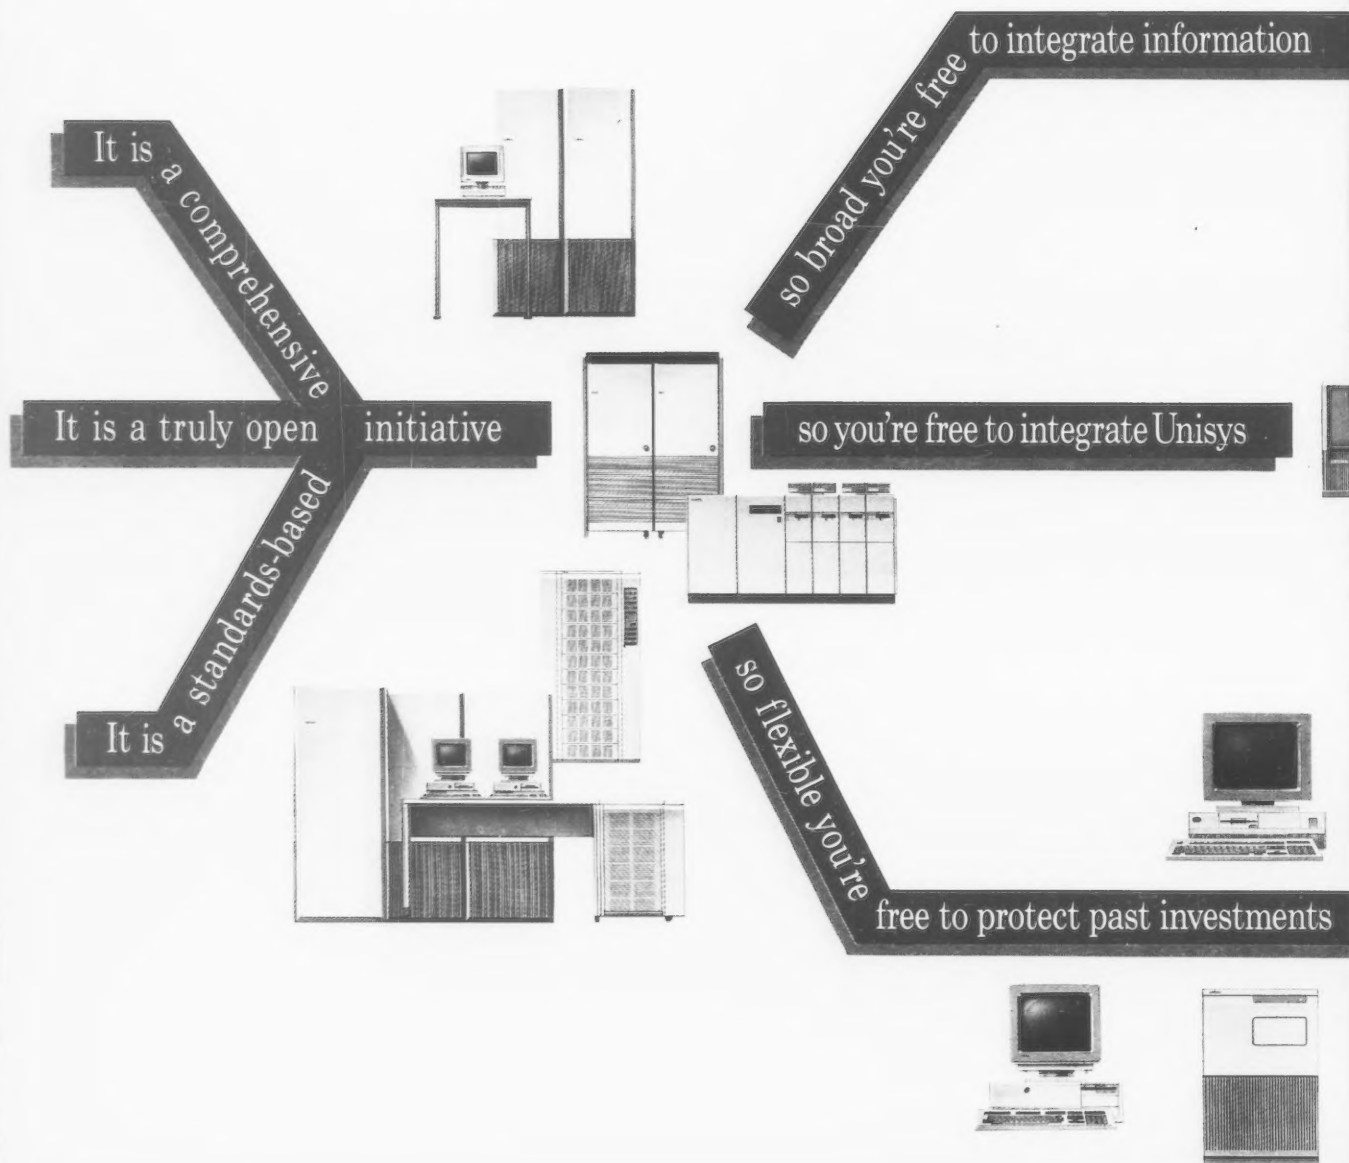 It is a comprehensive
It is a truly open initiative
It is a standards-based
so broad you're free to integrate information
so you're free to integrate Unisys
so flexible you're free to protect past investments